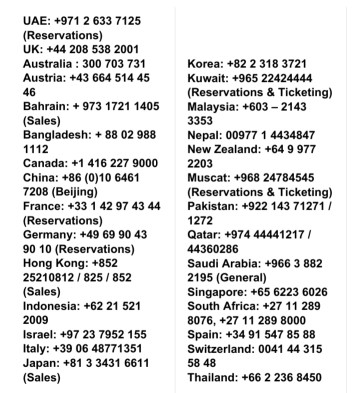 UAE: +971 2 633 7125
(Reservations)
UK: +44 208 538 2001
Australia : 300 703 731
Austria: +43 664 514 45
46
Bahrain: + 973 1721 1405
(Sales)
Bangladesh: + 88 02 988
1112
Canada: +1 416 227 9000
China: +86 (0)10 6461
7208 (Beijing)
France: +33 1 42 97 43 44
(Reservations)
Germany: +49 69 90 43
90 10 (Reservations)
Hong Kong: +852
25210812 / 825 / 852
(Sales)
Indonesia: +62 21 521
2009
Israel: +97 23 7952 155
Italy: +39 06 48771351
Japan: +81 3 3431 6611
(Sales)
Korea: +82 2 318 3721
Kuwait: +965 22424444
(Reservations & Ticketing)
Malaysia: +603 – 2143
3353
Nepal: 00977 1 4434847
New Zealand: +64 9 977
2203
Muscat: +968 24784545
(Reservations & Ticketing)
Pakistan: +922 143 71271 /
1272
Qatar: +974 44441217 /
44360286
Saudi Arabia: +966 3 882
2195 (General)
Singapore: +65 6223 6026
South Africa: +27 11 289
8076, +27 11 289 8000
Spain: +34 91 547 85 88
Switzerland: 0041 44 315
58 48
Thailand: +66 2 236 8450